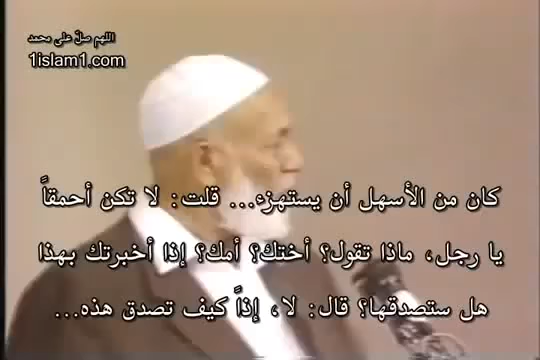 اللهم صلّ على محمد
1islam1.com
كان من الأسهل أن يستهزء... قلت: لا تكن أحمقاً
يا رجل، ماذا تقول؟ أختك؟ أمك؟ إذا أخبرتك بهذا
هل ستصدقها؟ قال: لا، إذاً كيف تصدق هذه...